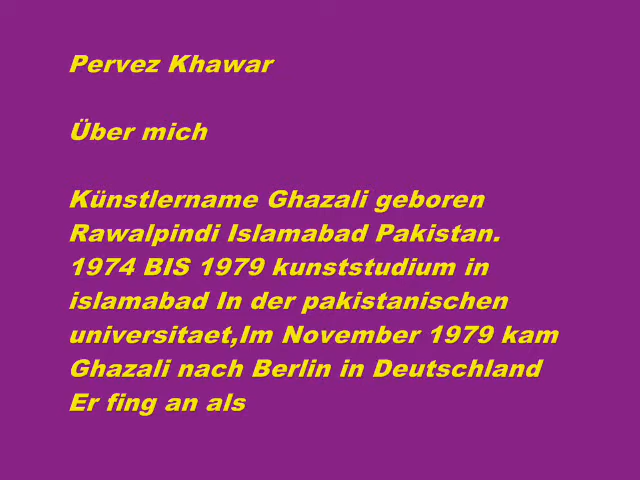 Pervez Khawar
Über mich
Künstlername Ghazali geboren
Rawalpindi Islamabad Pakistan.
1974 BIS 1979 kunststudium in
islamabad In der pakistanischen
universitaet,Im November 1979 kam
Ghazali nach Berlin in Deutschland
Er fing an als